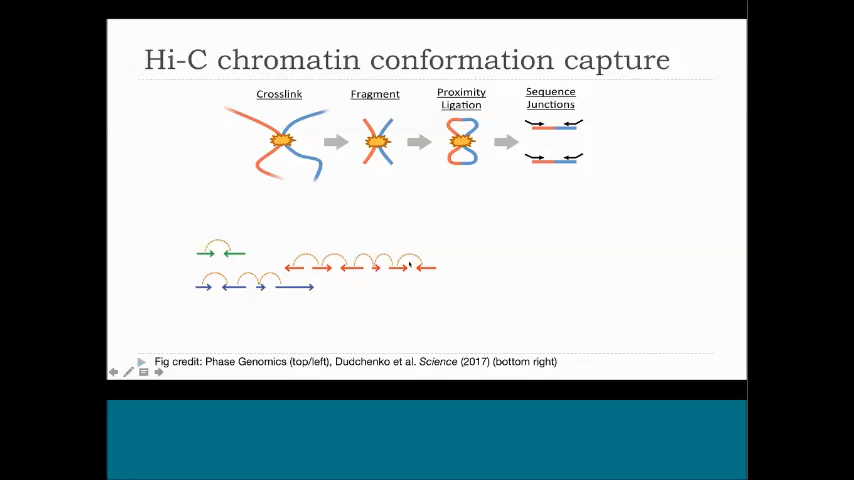 Hi-C chromatin conformation capture
Crosslink
Fragment
Proximity
Ligation
Sequence
Junctions
Fig credit: Phase Genomics (top/left), Dudchenko et al. Science (2017) (bottom right)